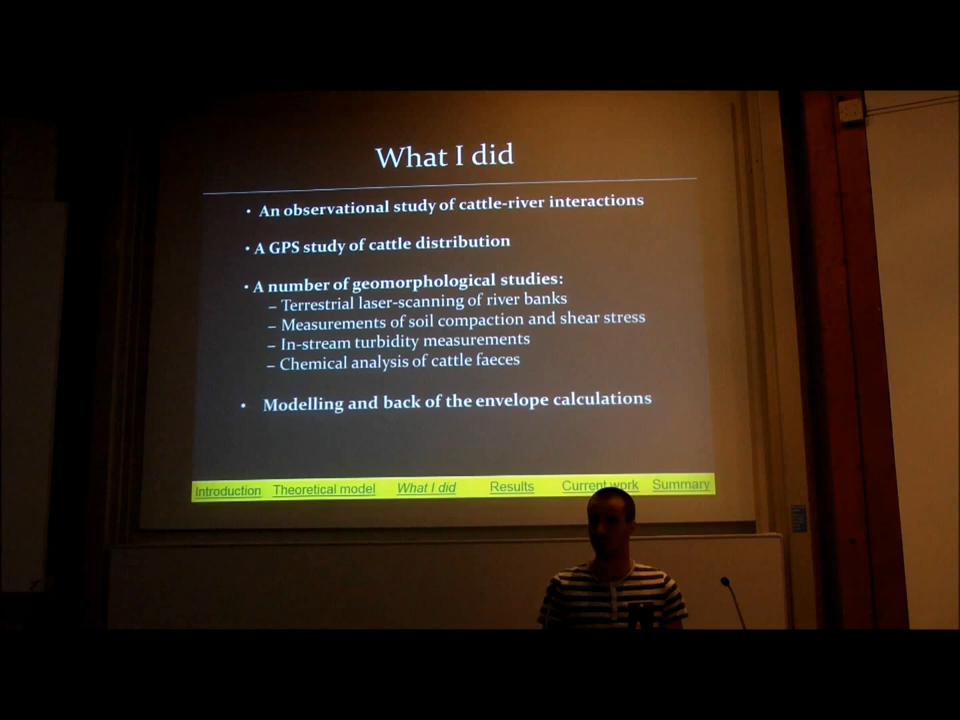 What I did
• An observational study of cattle-river interactions
• A GPS study of cattle distribution
• A number of geomorphological studies:
– Terrestrial laser-scanning of river banks
– Measurements of soil compaction and shear stress
– In-stream turbidity measurements
– Chemical analysis of cattle faeces
• Modelling and back of the envelope calculations
Introduction Theoretical model What I did Results Current work Summary